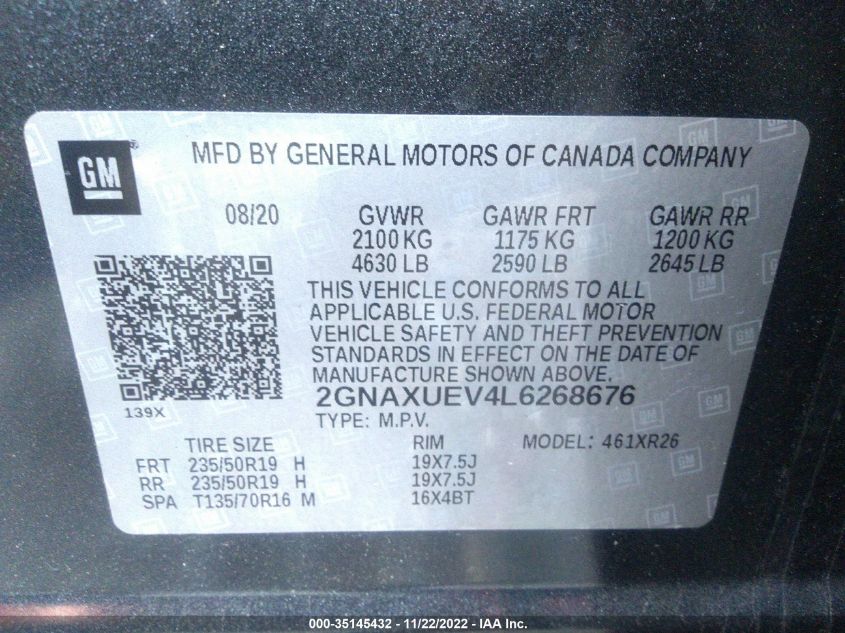 GM
MFD BY GENERAL MOTORS OF CANADA COMPANY
08/20 GVWR GAWR FRT GAWR RR
2100 KG 1175 KG 1200 KG
4630 LB 2590 LB 2645 LB
THIS VEHICLE CONFORMS TO ALL
APPLICABLE U.S. FEDERAL MOTOR
VEHICLE SAFETY AND THEFT PREVENTION
STANDARDS IN EFFECT ON THE DATE OF
MANUFACTURE SHOWN ABOVE.
139X
2GNAXUEV4L6268676
TYPE: M.P.V.
TIRE SIZE RIM MODEL: 461XR26
FRT 235/50R19 H 19X7.5J
RR 235/50R19 H 19X7.5J
SPA T135/70R16 M 16X4BT
000-35145432 - 11/22/2022 - IAA Inc.